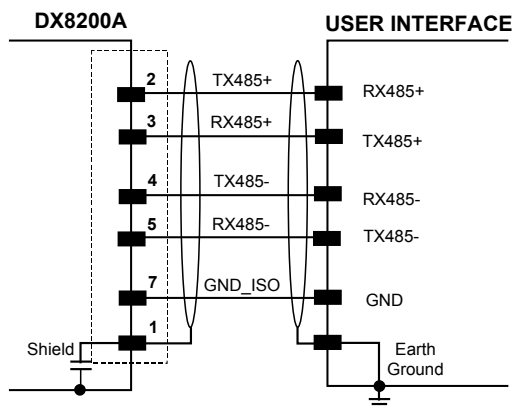 DX8200A
USER INTERFACE
2 TX485+ RX485+
3 RX485+ TX485+
4 TX485- RX485-
5 RX485- TX485-
7 GND_ISO GND
1
Shield
Earth
Ground